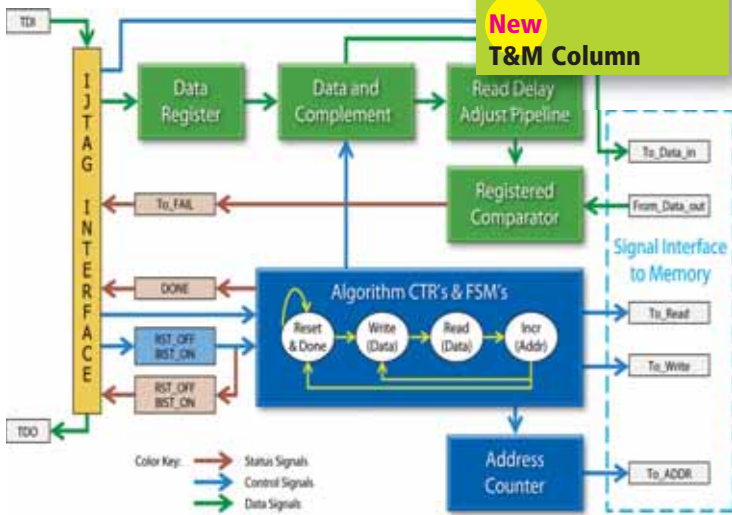 TDI
New
T&M Column
IJTAG INTERFACE
Data
Register
Data and
Complement
Read Delay
Adjust Pipeline
To_Data_in
To_FAIL
Registered
Comparator
From_Data_out
Signal Interface
to Memory
DONE
Algorithm CTR's & FSM's
Reset
& Done
Write
(Data)
Read
(Data)
Incr
(Addr)
To_Read
RST_OFF
BIST_ON
To_Write
RST_OFF
BIST_ON
TDO
Color Key:
Status Signals
Control Signals
Data Signals
Address
Counter
To_ADDR